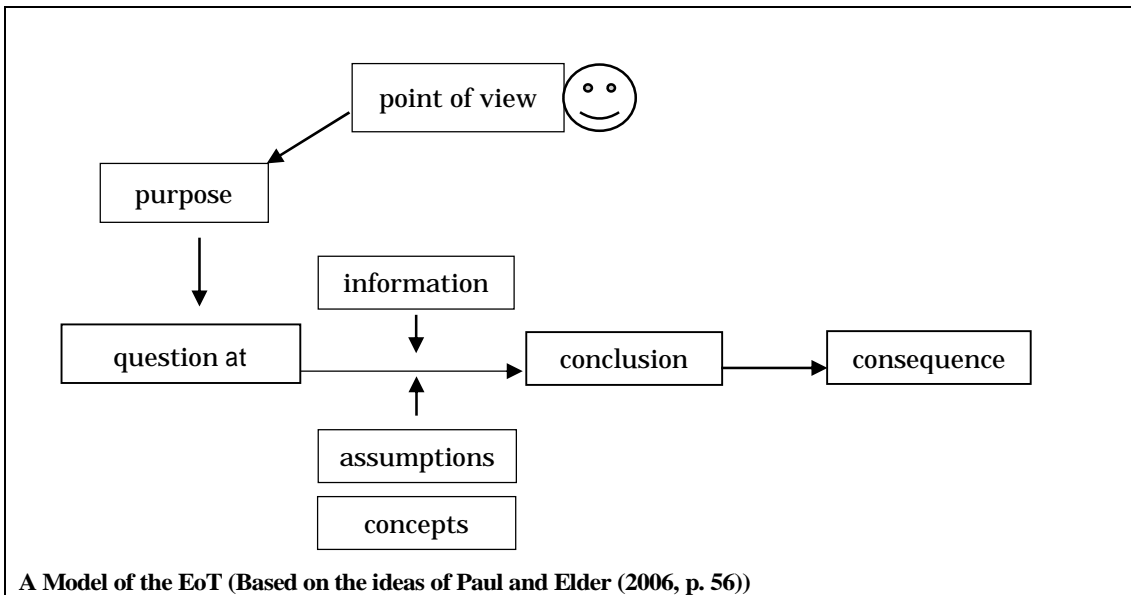 point of view
purpose
information
question at
conclusion
consequence
assumptions
concepts
A Model of the EoT (Based on the ideas of Paul and Elder (2006, p. 56))